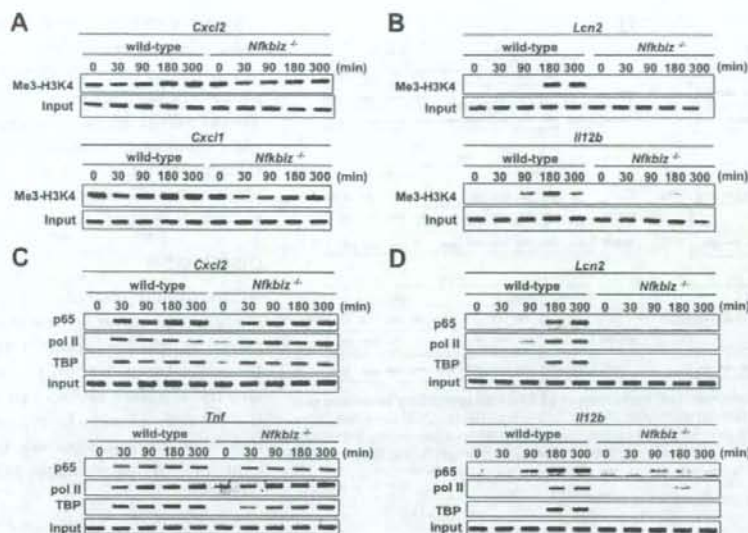 A
Cxcl2
wild-type Nfkbiz -/-
0 30 90 180 300 0 30 90 180 300 (min)
Me3-H3K4
Input
Cxcl1
wild-type Nfkbiz -/-
0 30 90 180 300 0 30 90 180 300 (min)
Me3-H3K4
Input
B
Lcn2
wild-type Nfkbiz -/-
0 30 90 180 300 0 30 90 180 300 (min)
Me3-H3K4
Input
Il12b
wild-type Nfkbiz -/-
0 30 90 180 300 0 30 90 180 300 (min)
Me3-H3K4
Input
C
Cxcl2
wild-type Nfkbiz -/-
0 30 90 180 300 0 30 90 180 300 (min)
p65
pol II
TBP
input
Tnf
wild-type Nfkbiz -/-
0 30 90 180 300 0 30 90 180 300 (min)
p65
pol II
TBP
input
D
Lcn2
wild-type Nfkbiz -/-
0 30 90 180 300 0 30 90 180 300 (min)
p65
pol II
TBP
input
Il12b
wild-type Nfkbiz -/-
0 30 90 180 300 0 30 90 180 300 (min)
p65
pol II
TBP
input